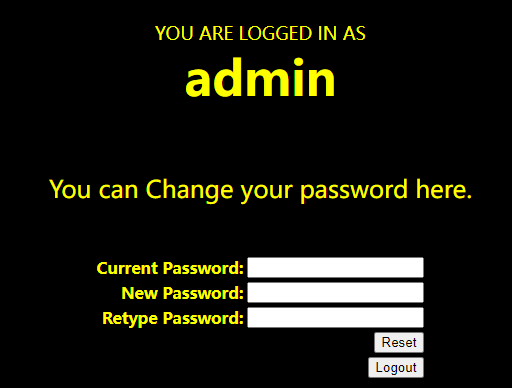 YOU ARE LOGGED IN AS
admin
You can Change your password here.
Current Password:
New Password:
Retype Password:
Reset
Logout